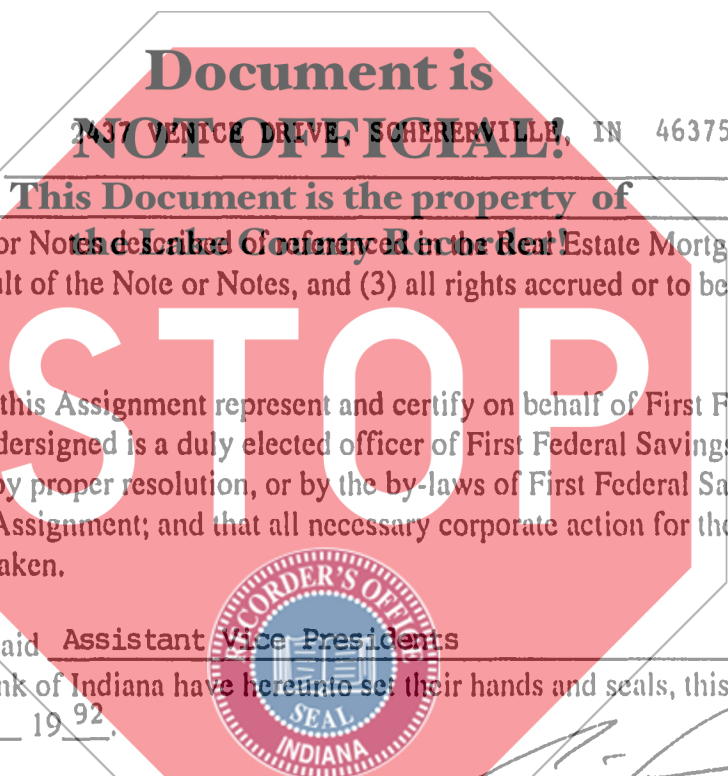 Document is
NOT OFFICIAL!
2437 VENICE DRIVE, SCHERERVILLE, IN 46375
This Document is the property of
the Lake County Recorder!
or Notes described of referenced in the Real Estate Mortg
ult of the Note or Notes, and (3) all rights accrued or to be
STOP
this Assignment represent and certify on behalf of First F
dersigned is a duly elected officer of First Federal Savings
by proper resolution, or by the by-laws of First Federal Sa
Assignment; and that all necessary corporate action for the
aken.
RECORDER'S OFFICE
aid Assistant Vice Presidents
nk of Indiana have hereunto set their hands and seals, this
SEAL
19 92.
INDIANA